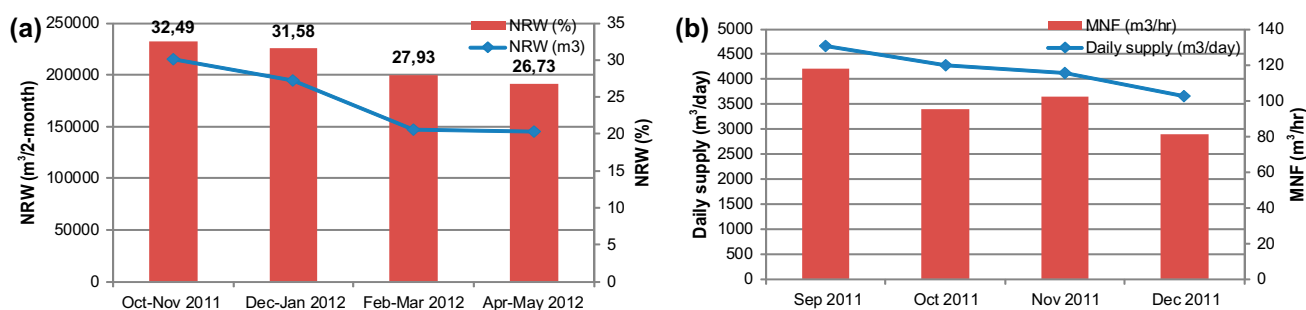 (a)
32,49
31,58
27,93
26,73
NRW (%)
NRW (m3)
NRW (m³/2-month)
250000
200000
150000
100000
50000
0
35
30
25
20
15
10
5
0
NRW (%)
Oct-Nov 2011
Dec-Jan 2012
Feb-Mar 2012
Apr-May 2012
(b)
MNF (m3/hr)
Daily supply (m3/day)
Daily supply (m³/day)
5000
4500
4000
3500
3000
2500
2000
1500
1000
500
0
140
120
100
80
60
40
20
0
MNF (m³/hr)
Sep 2011
Oct 2011
Nov 2011
Dec 2011